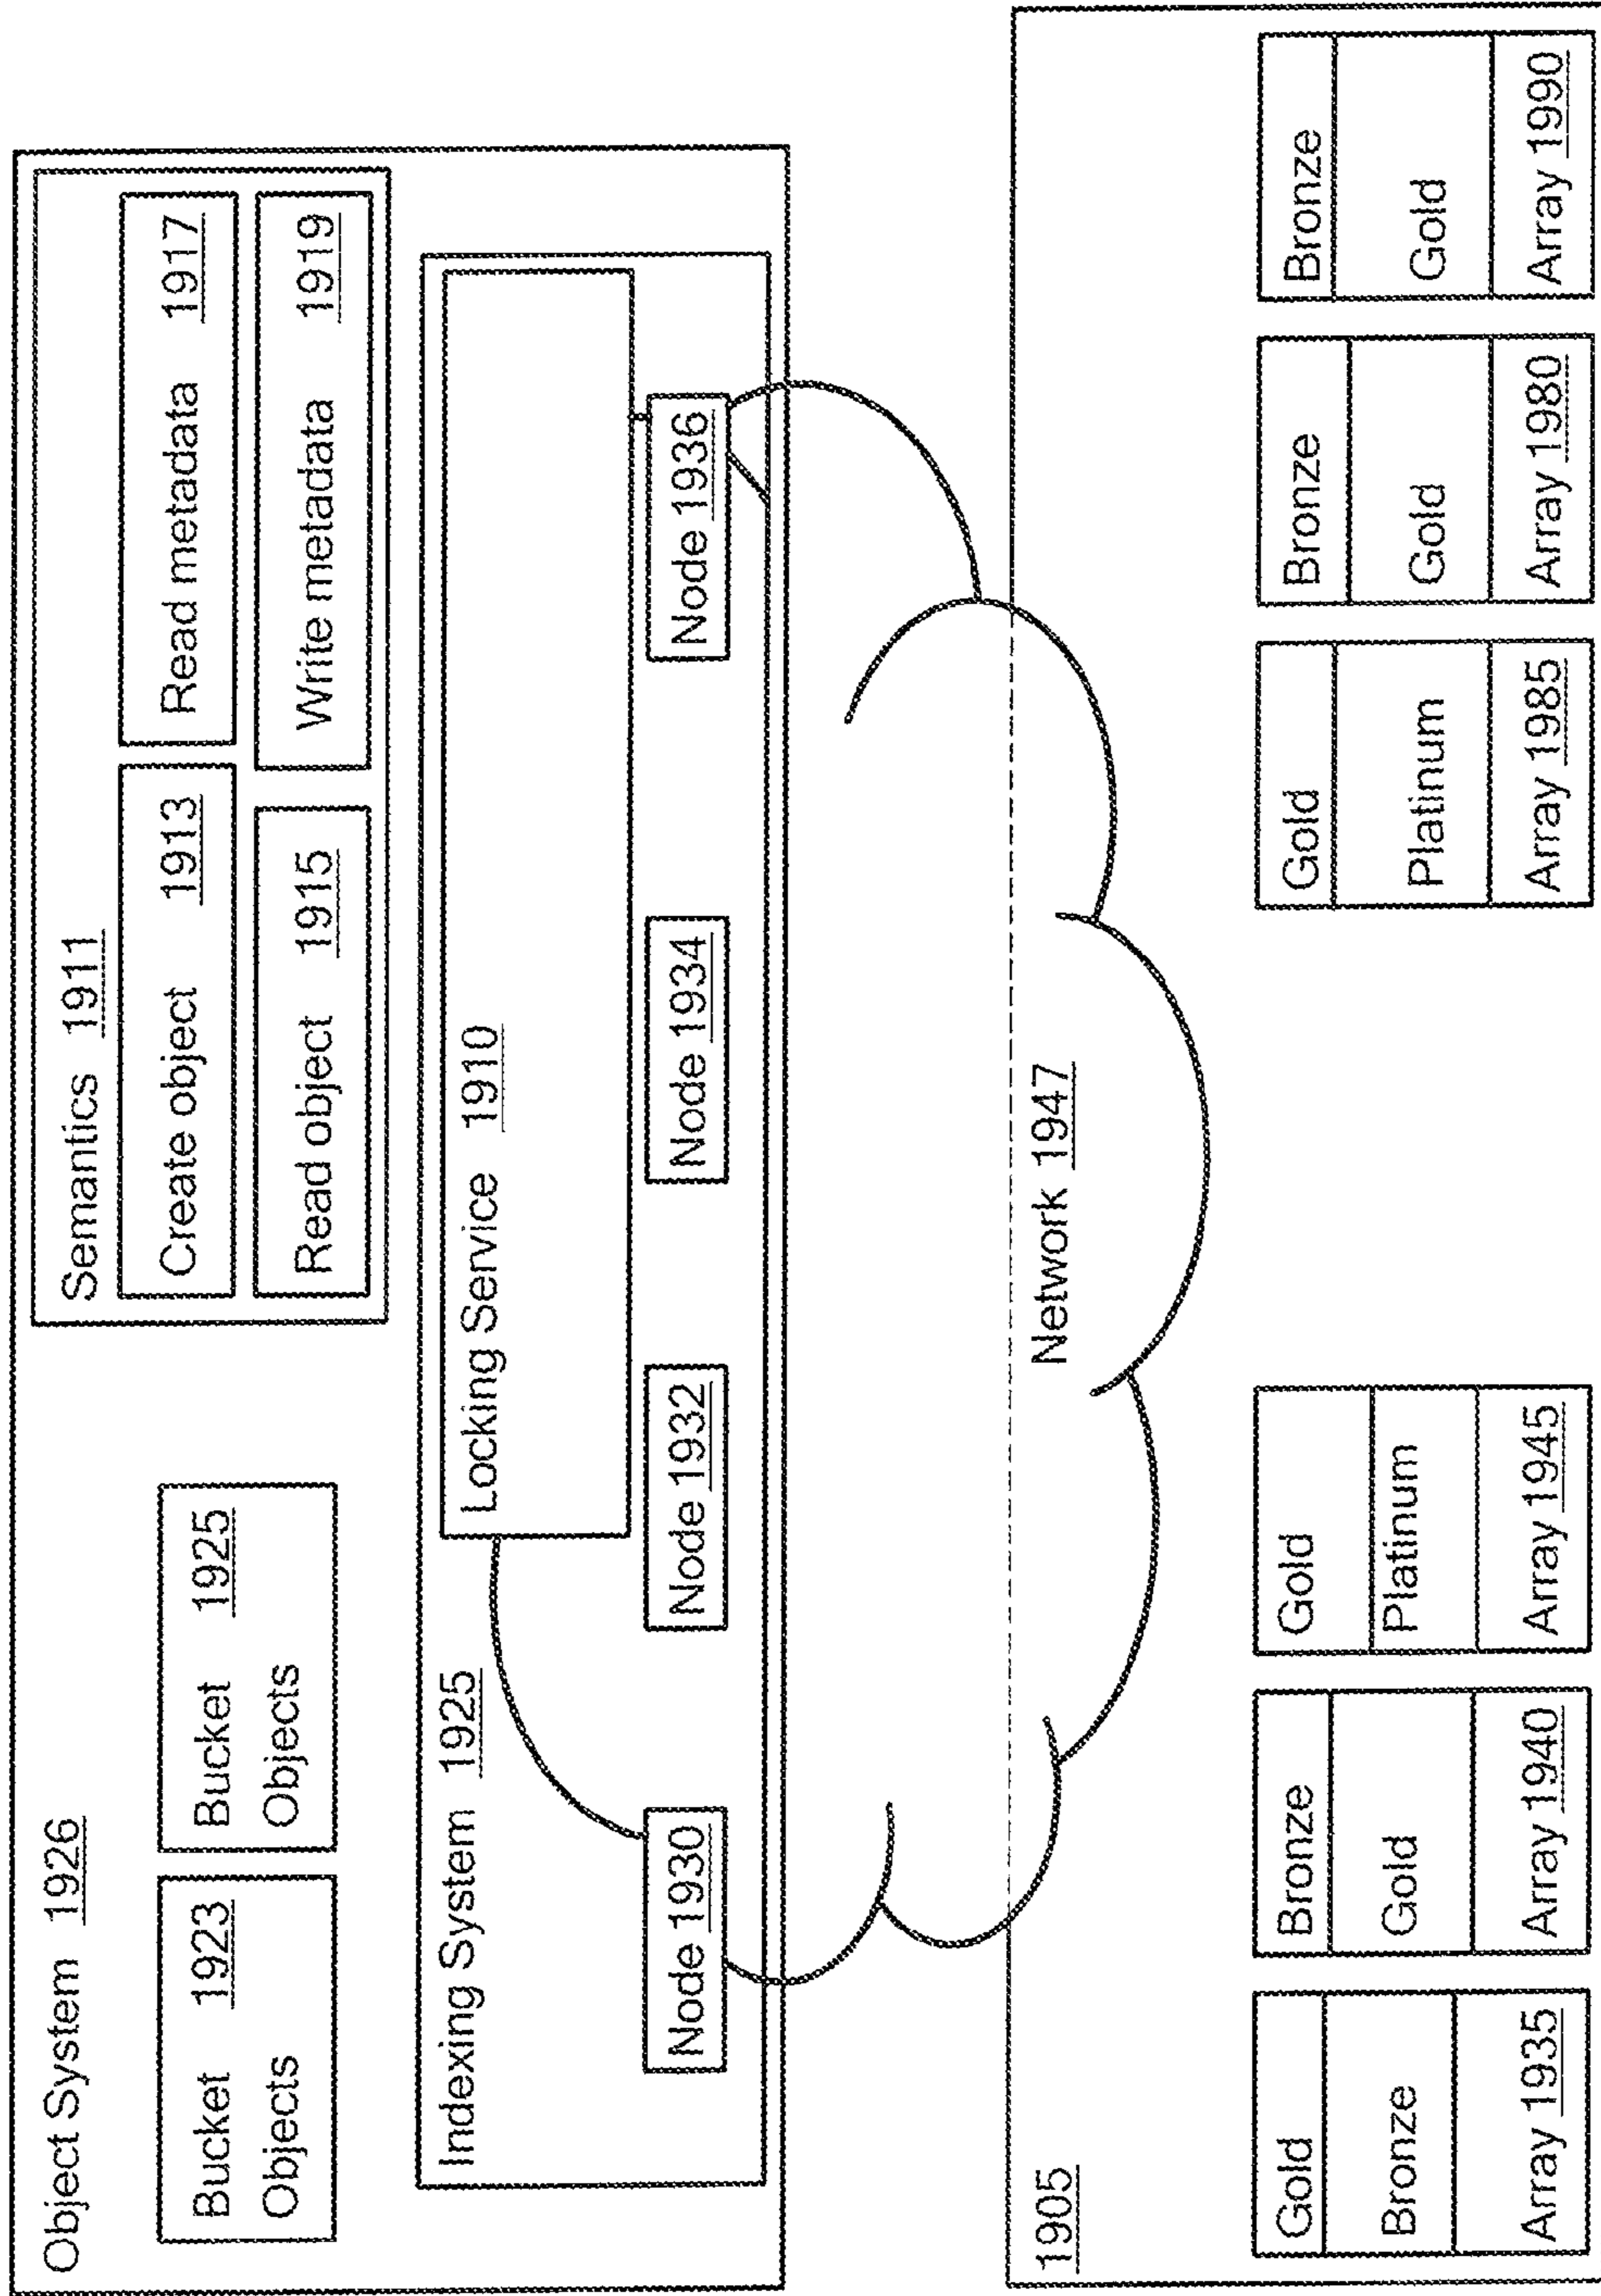 Object System 1926
Semantics 1911
Bucket 1923
Objects
Bucket 1925
Objects
Create object 1913
Read metadata 1917
Read object 1915
Write metadata 1919
Indexing System 1925
Locking Service 1910
Node 1930
Node 1932
Node 1934
Node 1936
Network 1947
1905
Gold
Bronze
Array 1935
Bronze
Gold
Array 1940
Gold
Platinum
Array 1945
Gold
Platinum
Array 1985
Bronze
Gold
Array 1980
Bronze
Gold
Array 1990